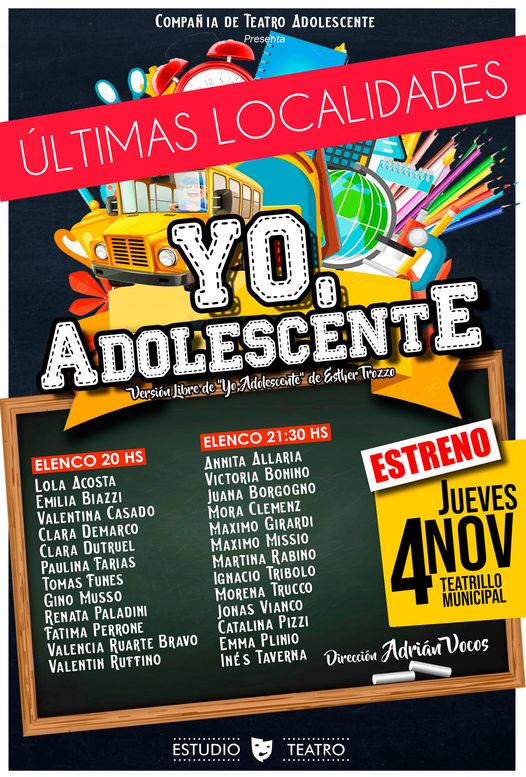 Compañia de Teatro Adolescente
Presenta
ÚLTIMAS LOCALIDADES
YO,
ADOLESCENTE
Versión Libre de "Yo, Adolescente" de Esther Trozzo
ELENCO 20 HS
Lola Acosta
Emilia Biazzi
Valentina Casado
Clara Demarco
Clara Dutruel
Paulina Farias
Tomas Funes
Gino Musso
Renata Paladini
Fatima Perrone
Valencia Ruarte Bravo
Valentin Ruffino
ELENCO 21:30 HS
Annita Allaria
Victoria Bonino
Juana Borgogno
Mora Clemenz
Maximo Girardi
Maximo Missio
Martina Rabino
Ignacio Tribolo
Morena Trucco
Jonas Vianco
Catalina Pizzi
Emma Plinio
Inés Taverna
ESTRENO
Jueves
4 NOV
TEATRILLO
MUNICIPAL
Dirección Adrián Vocos
ESTUDIO TEATRO